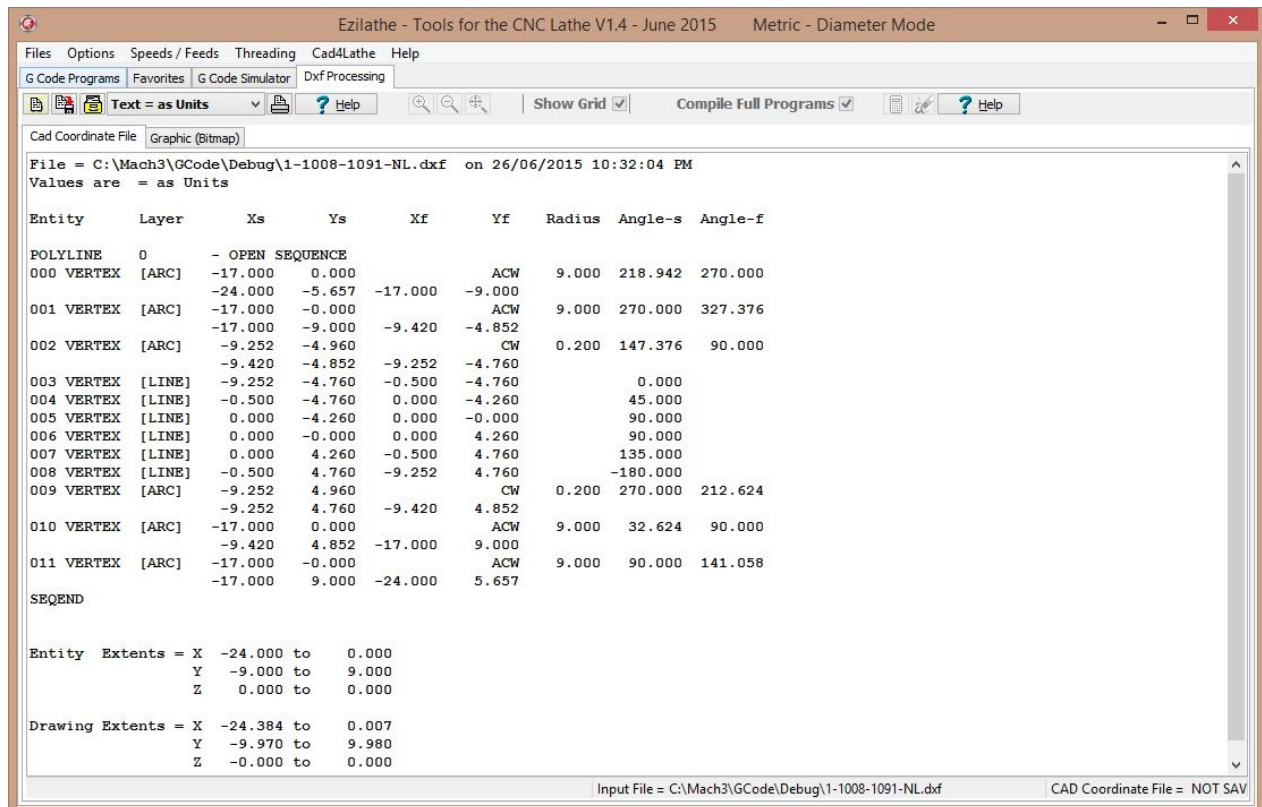 Ezilathe - Tools for the CNC Lathe V1.4 - June 2015 Metric - Diameter Mode
Files Options Speeds / Feeds Threading Cad4Lathe Help
G Code Programs Favorites G Code Simulator Dxf Processing
Text = as Units ? Help Show Grid Compile Full Programs ? Help
Cad Coordinate File Graphic (Bitmap)
File = C:\Mach3\GCode\Debug\1-1008-1091-NL.dxf on 26/06/2015 10:32:04 PM
Values are = as Units
Entity Layer Xs Ys Xf Yf Radius Angle-s Angle-f
POLYLINE 0 - OPEN SEQUENCE
000 VERTEX [ARC] -17.000 0.000 ACW 9.000 218.942 270.000
-24.000 -5.657 -17.000 -9.000
001 VERTEX [ARC] -17.000 -0.000 ACW 9.000 270.000 327.376
-17.000 -9.000 -9.420 -4.852
002 VERTEX [ARC] -9.252 -4.960 CW 0.200 147.376 90.000
-9.420 -4.852 -9.252 -4.760
003 VERTEX [LINE] -9.252 -4.760 -0.500 -4.760 0.000
004 VERTEX [LINE] -0.500 -4.760 0.000 -4.260 45.000
005 VERTEX [LINE] 0.000 -4.260 0.000 -0.000 90.000
006 VERTEX [LINE] 0.000 -0.000 0.000 4.260 90.000
007 VERTEX [LINE] 0.000 4.260 -0.500 4.760 135.000
008 VERTEX [LINE] -0.500 4.760 -9.252 4.760 -180.000
009 VERTEX [ARC] -9.252 4.960 CW 0.200 270.000 212.624
-9.252 4.760 -9.420 4.852
010 VERTEX [ARC] -17.000 0.000 ACW 9.000 32.624 90.000
-9.420 4.852 -17.000 9.000
011 VERTEX [ARC] -17.000 -0.000 ACW 9.000 90.000 141.058
-17.000 9.000 -24.000 5.657
SEQEND
Entity Extents = X -24.000 to 0.000
Y -9.000 to 9.000
Z 0.000 to 0.000
Drawing Extents = X -24.384 to 0.007
Y -9.970 to 9.980
Z -0.000 to 0.000
Input File = C:\Mach3\GCode\Debug\1-1008-1091-NL.dxf CAD Coordinate File = NOT SAV